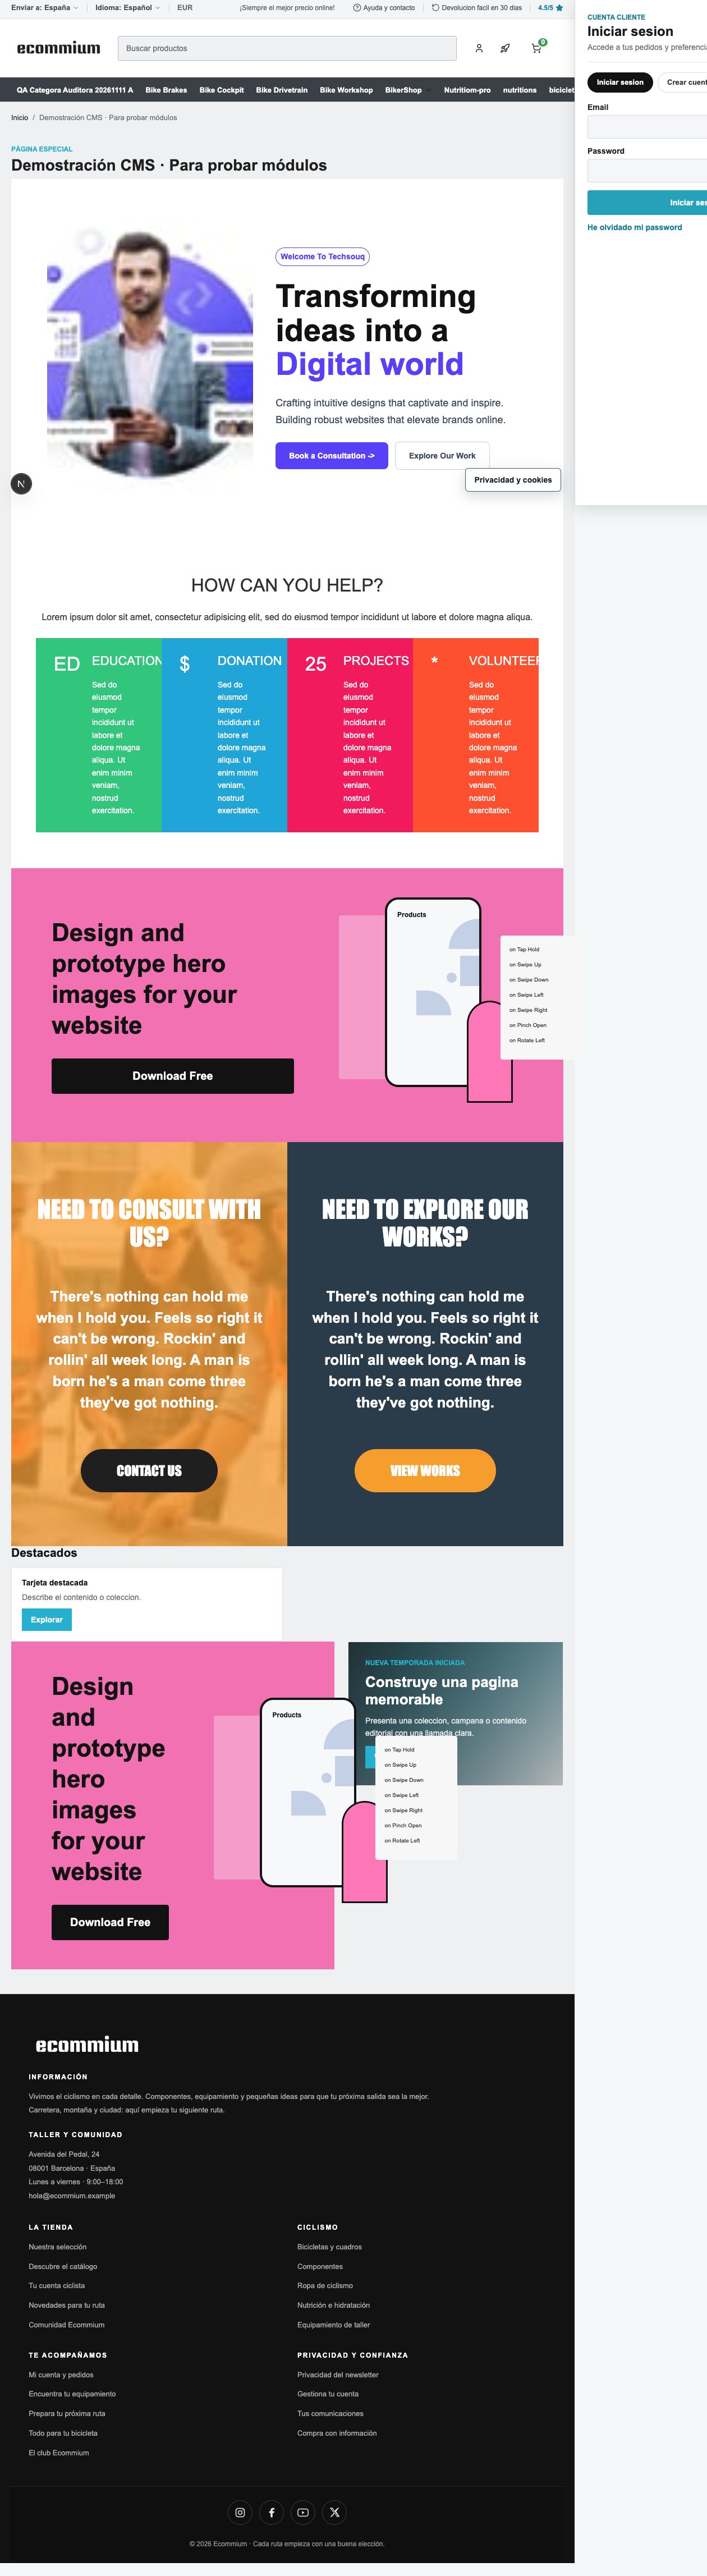 Enviar a: España
Idioma: Español
EUR
¡Siempre el mejor precio online!
Ayuda y contacto
Devolucion facil en 30 dias
4.5/5
ecommium
Buscar productos
0
QA Categora Auditora 20261111 A
Bike Brakes
Bike Cockpit
Bike Drivetrain
Bike Workshop
BikerShop
Nutritiom-pro
nutritions
Inicio / Demostración CMS · Para probar módulos
CUENTA CLIENTE
Iniciar sesion
Accede a tus pedidos y
Iniciar sesion
Crear
Email
Password
Iniciar
He olvidado mi password
PÁGINA ESPECIAL
Demostración CMS · Para probar módulos
Welcome To Techsouq
Transforming
ideas into a
Digital world
Crafting intuitive designs that captivate and inspire.
Building robust websites that elevate brands online.
Book a Consultation ->
Explore Our Work
Privacidad y cookies
N
HOW CAN YOU HELP?
Lorem ipsum dolor sit amet, consectetur adipisicing elit, sed do eiusmod tempor incididunt ut labore et dolore magna aliqua.
ED
EDUCATION
Sed do
eiusmod
tempor
incididunt ut
labore et
dolore magna
aliqua. Ut
enim minim
veniam,
nostrud
exercitation.
$
DONATION
Sed do
eiusmod
tempor
incididunt ut
labore et
dolore magna
aliqua. Ut
enim minim
veniam,
nostrud
exercitation.
25
PROJECTS
Sed do
eiusmod
tempor
incididunt ut
labore et
dolore magna
aliqua. Ut
enim minim
veniam,
nostrud
exercitation.
*
VOLUNTEER
Sed do
eiusmod
tempor
incididunt ut
labore et
dolore magna
aliqua. Ut
enim minim
veniam,
nostrud
exercitation.
Design and
prototype hero
images for your
website
Download Free
Products
on Tap Hold
on Swipe Up
on Swipe Down
on Swipe Left
on Swipe Right
on Pinch Open
on Rotate Left
NEED TO CONSULT WITH
US?
There's nothing can hold me
when I hold you. Feels so right it
can't be wrong. Rockin' and
rollin' all week long. A man is
born he's a man come three
they've got nothing.
CONTACT US
NEED TO EXPLORE OUR
WORKS?
There's nothing can hold me
when I hold you. Feels so right it
can't be wrong. Rockin' and
rollin' all week long. A man is
born he's a man come three
they've got nothing.
VIEW WORKS
Destacados
Tarjeta destacada
Describe el contenido o coleccion.
Explorar
Design
and
prototype
hero
images
for your
website
Download Free
Products
on Tap Hold
on Swipe Up
on Swipe Down
on Swipe Left
on Swipe Right
on Pinch Open
on Rotate Left
NUEVA TEMPORADA INICIADA
Construye una pagina
memorable
Presenta una coleccion, campana o contenido
editorial con una llamada clara.
ecommium
INFORMACIÓN
Vivimos el ciclismo en cada detalle. Componentes, equipamiento y pequeñas ideas para que tu próxima salida sea la mejor.
Carretera, montaña y ciudad: aquí empieza tu siguiente ruta.
TALLER Y COMUNIDAD
Avenida del Pedal, 24
08001 Barcelona · España
Lunes a viernes · 9:00–18:00
hola@ecommium.example
LA TIENDA
Nuestra selección
Descubre el catálogo
Tu cuenta ciclista
Novedades para tu ruta
Comunidad Ecommium
CICLISMO
Bicicletas y cuadros
Componentes
Ropa de ciclismo
Nutrición e hidratación
Equipamiento de taller
TE ACOMPAÑAMOS
Mi cuenta y pedidos
Encuentra tu equipamiento
Prepara tu próxima ruta
Todo para tu bicicleta
El club Ecommium
PRIVACIDAD Y CONFIANZA
Privacidad del newsletter
Gestiona tu cuenta
Tus comunicaciones
Compra con información
© 2026 Ecommium · Cada ruta empieza con una buena elección.